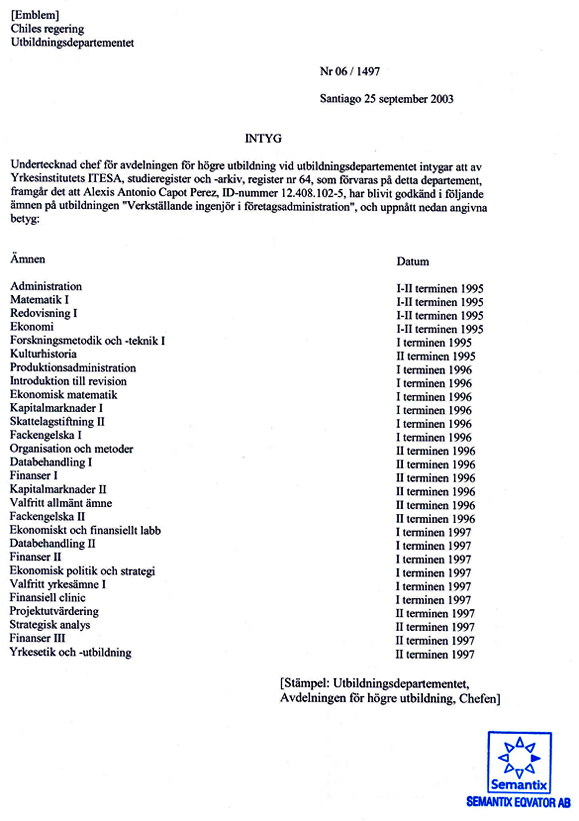 [Emblem]
Chiles regering
Utbildningsdepartementet
Nr 06 / 1497
Santiago 25 september 2003
INTYG
Undertecknad chef för avdelningen för högre utbildning vid utbildningsdepartementet intygar att av
Yrkesinstitutets ITESA, studieregister och -arkiv, register nr 64, som förvaras på detta departement,
framgår det att Alexis Antonio Capot Perez, ID-nummer 12.408.102-5, har blivit godkänd i följande
ämnen på utbildningen "Verkställande ingenjör i företagsadministration", och uppnått nedan angivna
betyg:
Ämnen Datum
Administration I-II terminen 1995
Matematik I I-II terminen 1995
Redovisning I I-II terminen 1995
Ekonomi I-II terminen 1995
Forskningsmetodik och -teknik I I terminen 1995
Kulturhistoria II terminen 1995
Produktionsadministration I terminen 1996
Introduktion till revision I terminen 1996
Ekonomisk matematik I terminen 1996
Kapitalmarknader I I terminen 1996
Skattelagstiftning II I terminen 1996
Fackengelska I I terminen 1996
Organisation och metoder II terminen 1996
Databehandling I II terminen 1996
Finanser I II terminen 1996
Kapitalmarknader II II terminen 1996
Valfritt allmänt ämne II terminen 1996
Fackengelska II II terminen 1996
Ekonomiskt och finansiellt labb I terminen 1997
Databehandling II I terminen 1997
Finanser II I terminen 1997
Ekonomisk politik och strategi I terminen 1997
Valfritt yrkesämne I I terminen 1997
Finansiell clinic I terminen 1997
Projektutvärdering II terminen 1997
Strategisk analys II terminen 1997
Finanser III II terminen 1997
Yrkesetik och -utbildning II terminen 1997
[Stämpel: Utbildningsdepartementet,
Avdelningen för högre utbildning, Chefen]
Semantix
SEMANTIX EQVATOR AB